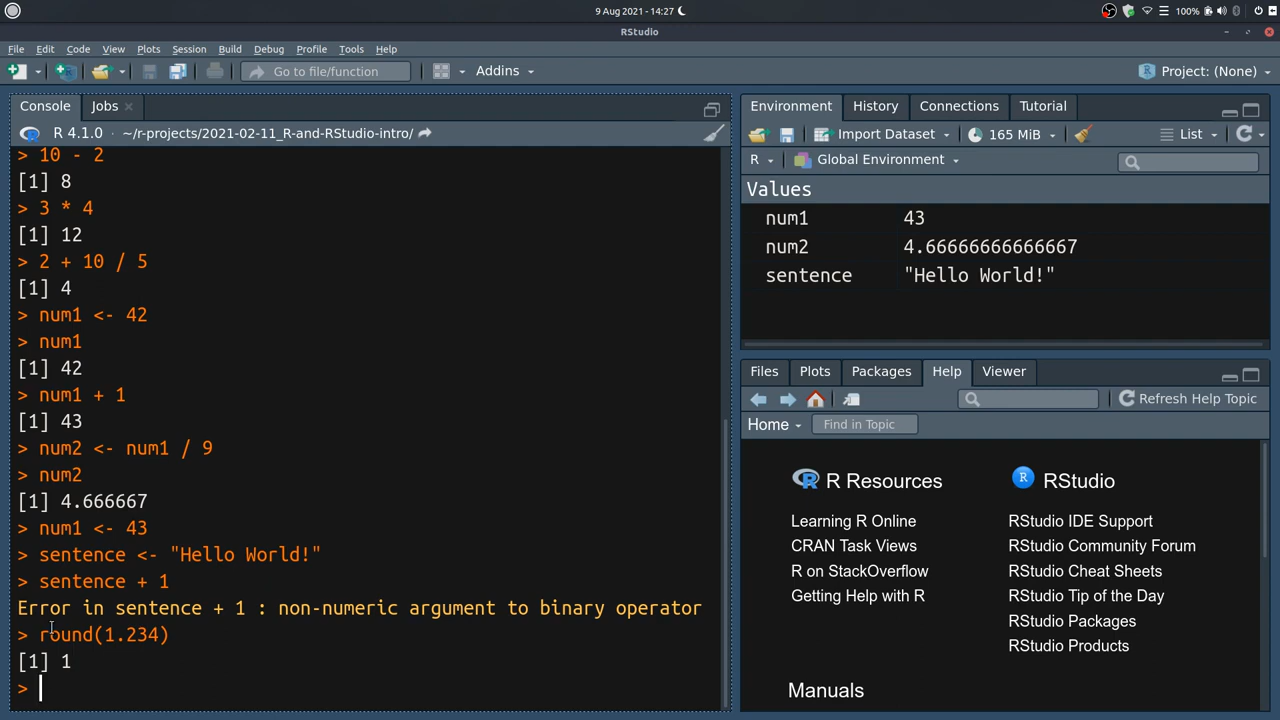 9 Aug 2021 - 14:27
100%
RStudio
File Edit Code View Plots Session Build Debug Profile Tools Help
Go to file/function Addins Project: (None)
Console Jobs
R 4.1.0 · ~/r-projects/2021-02-11_R-and-RStudio-intro/
> 10 - 2
[1] 8
> 3 * 4
[1] 12
> 2 + 10 / 5
[1] 4
> num1 <- 42
> num1
[1] 42
> num1 + 1
[1] 43
> num2 <- num1 / 9
> num2
[1] 4.666667
> num1 <- 43
> sentence <- "Hello World!"
> sentence + 1
Error in sentence + 1 : non-numeric argument to binary operator
> round(1.234)
[1] 1
>
Environment History Connections Tutorial
Import Dataset 165 MiB List
R Global Environment
Values
num1 43
num2 4.66666666666667
sentence "Hello World!"
Files Plots Packages Help Viewer
Refresh Help Topic
Home Find in Topic
R Resources
Learning R Online
CRAN Task Views
R on StackOverflow
Getting Help with R
RStudio
RStudio IDE Support
RStudio Community Forum
RStudio Cheat Sheets
RStudio Tip of the Day
RStudio Packages
RStudio Products
Manuals